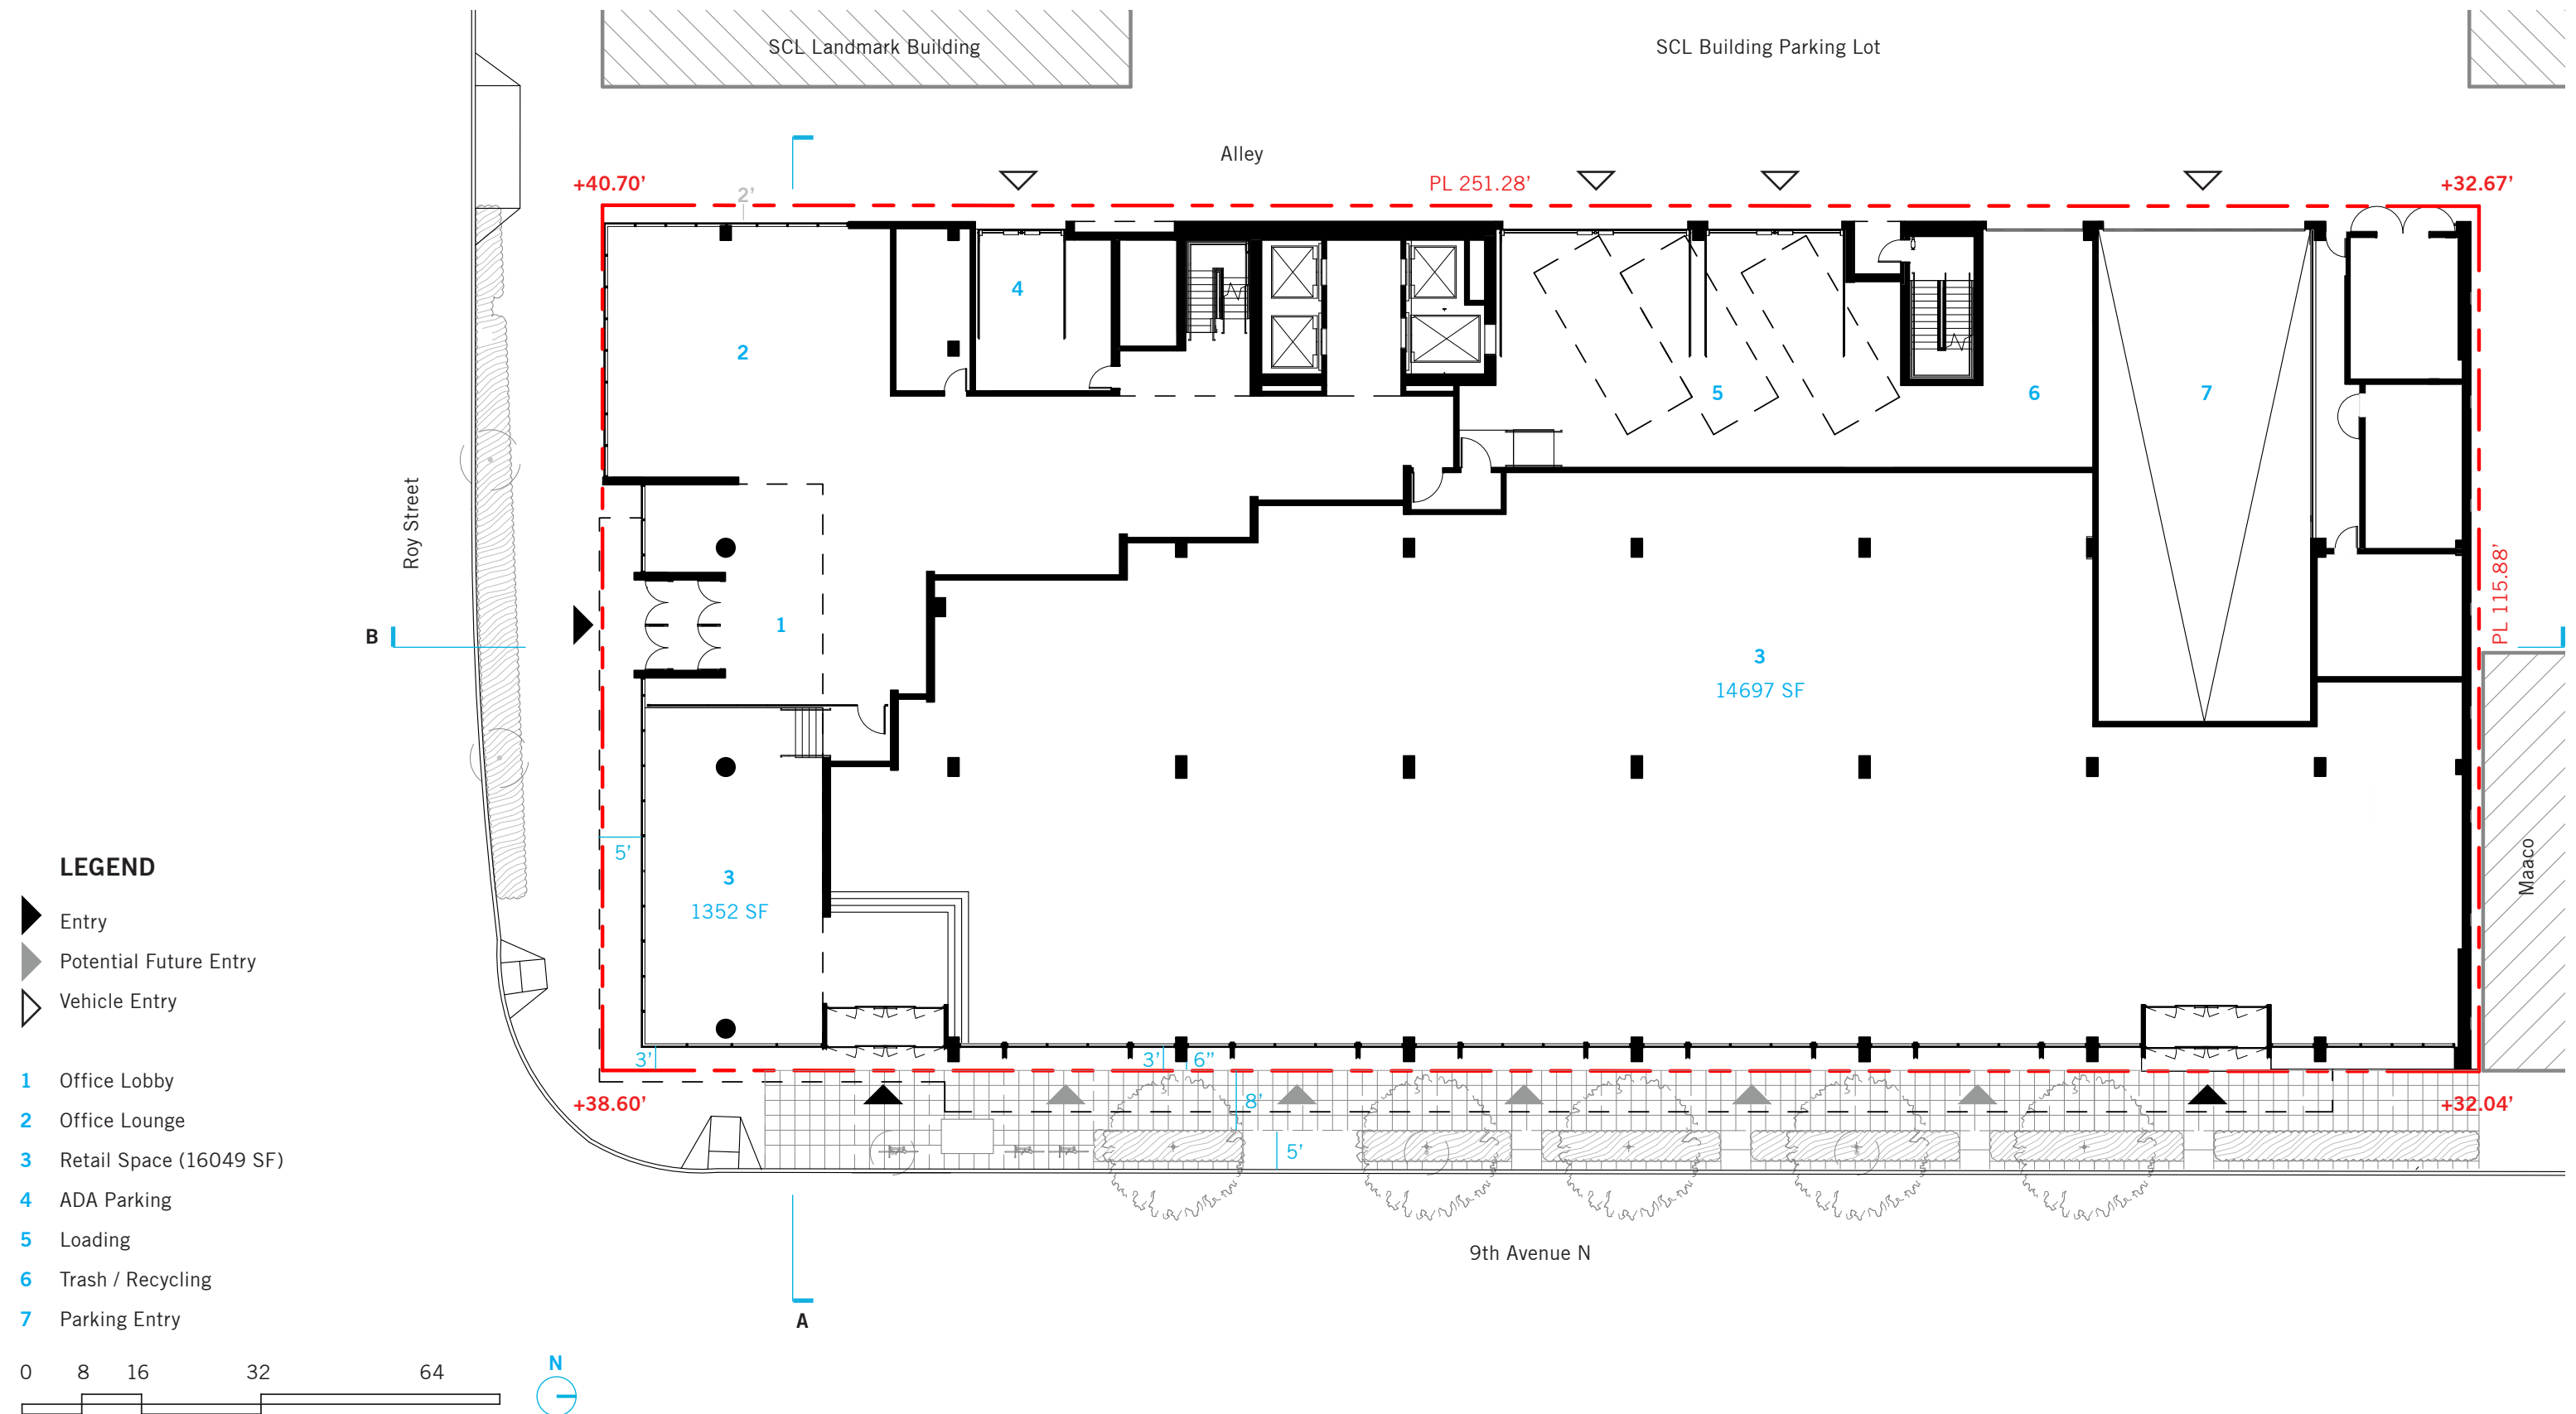 SCL Landmark Building
SCL Building Parking Lot
Alley
+40.70’
2’
PL 251.28’
+32.67’
4
2
5
6
7
Roy Street
PL 115.88’
B
1
3
14697 SF
5’
3
1352 SF
Maaco
3’
3’
6”
+38.60’
8’
+32.04’
5’
9th Avenue N
A
LEGEND
Entry
Potential Future Entry
Vehicle Entry
1 Office Lobby
2 Office Lounge
3 Retail Space (16049 SF)
4 ADA Parking
5 Loading
6 Trash / Recycling
7 Parking Entry
0 8 16 32 64
N